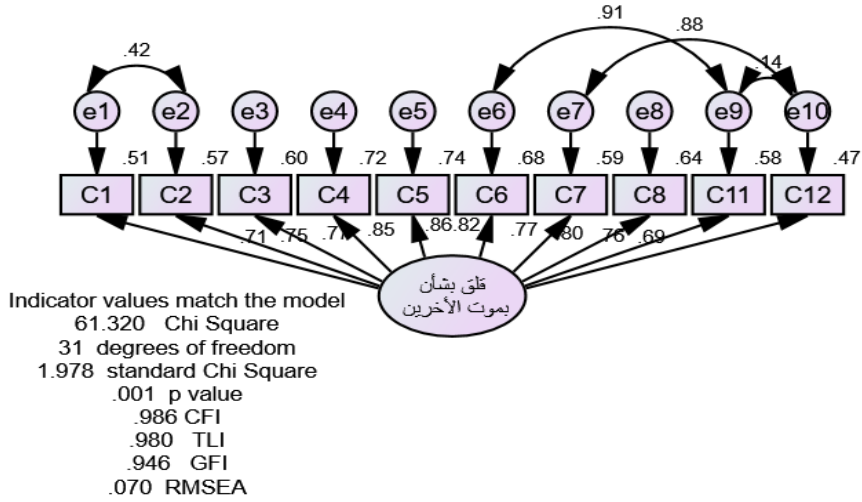 .91
.88
.42
.14
e1 e2 e3 e4 e5 e6 e7 e8 e9 e10
.51 .57 .60 .72 .74 .68 .59 .64 .58 .47
C1 C2 C3 C4 C5 C6 C7 C8 C11 C12
.71 .75 .77 .85 .86 .82 .77 .80 .76 .69
قلق بشأن
بموت الأخرين
Indicator values match the model
61.320 Chi Square
31 degrees of freedom
1.978 standard Chi Square
.001 p value
.986 CFI
.980 TLI
.946 GFI
.070 RMSEA